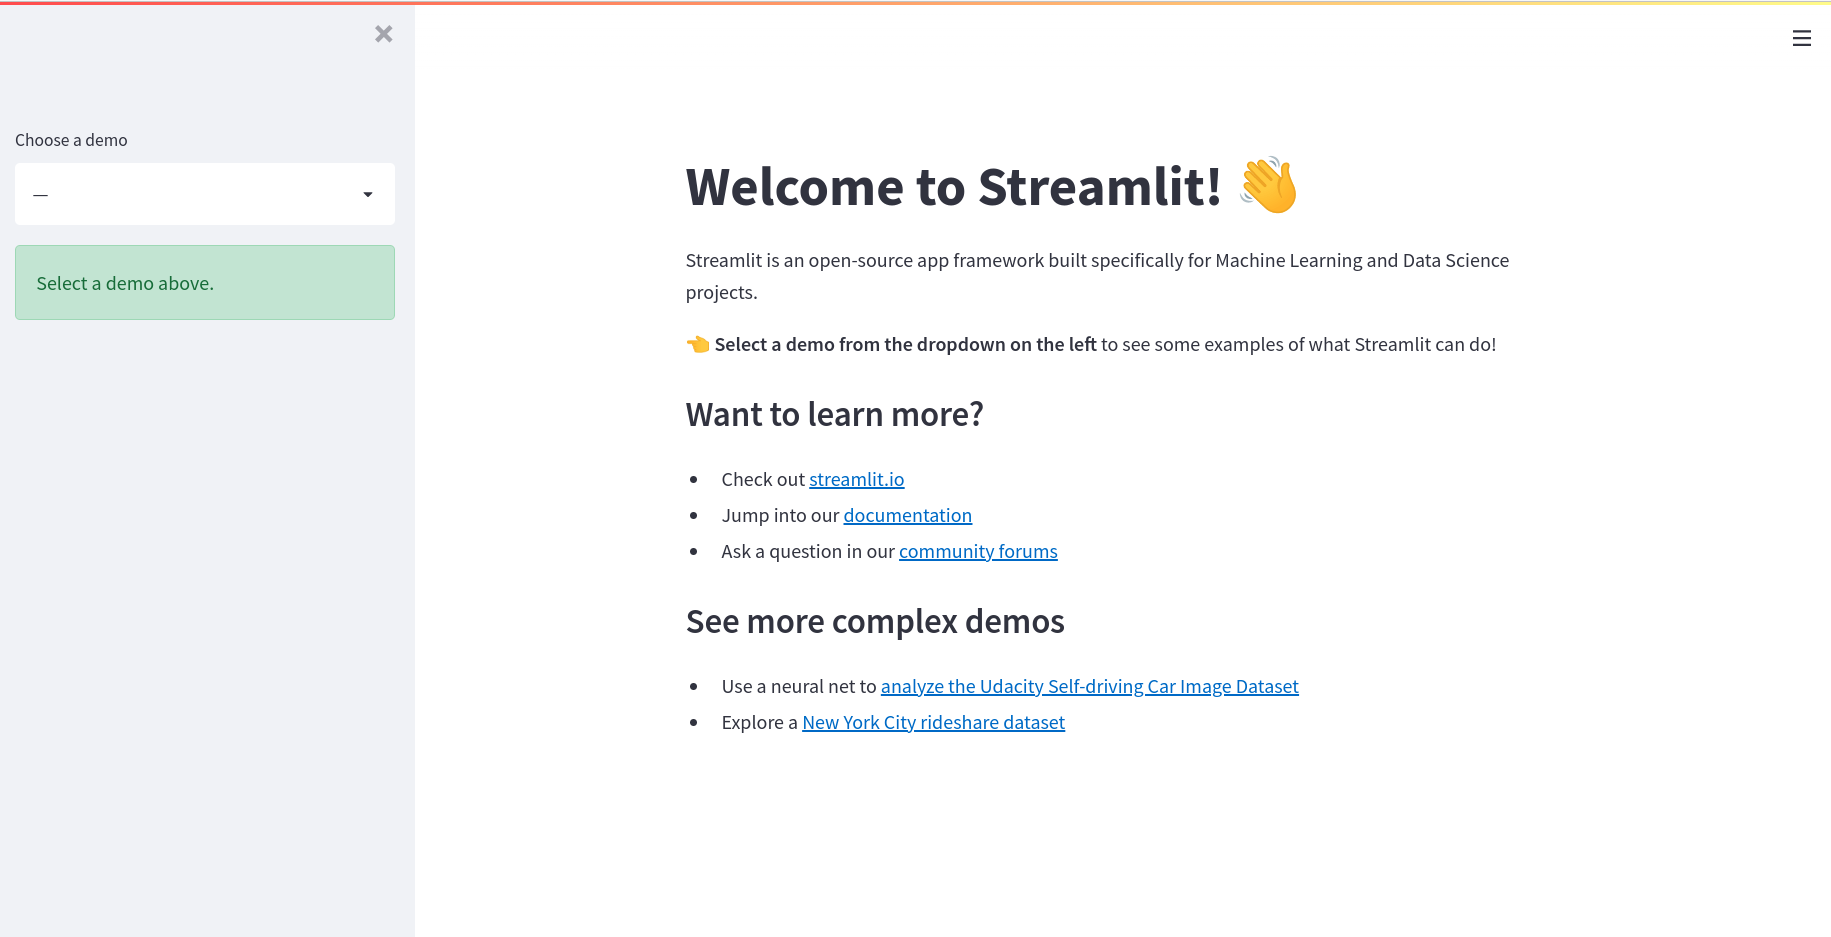 Choose a demo
—
Select a demo above.
Welcome to Streamlit! 👋
Streamlit is an open-source app framework built specifically for Machine Learning and Data Science
projects.
👈 Select a demo from the dropdown on the left to see some examples of what Streamlit can do!
Want to learn more?
Check out streamlit.io
Jump into our documentation
Ask a question in our community forums
See more complex demos
Use a neural net to analyze the Udacity Self-driving Car Image Dataset
Explore a New York City rideshare dataset